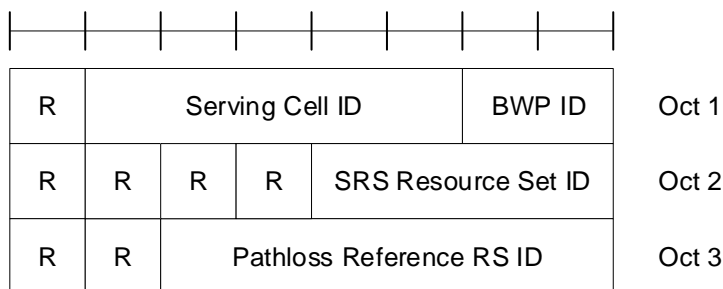 R Serving Cell ID BWP ID Oct 1
R R R R SRS Resource Set ID Oct 2
R R Pathloss Reference RS ID Oct 3